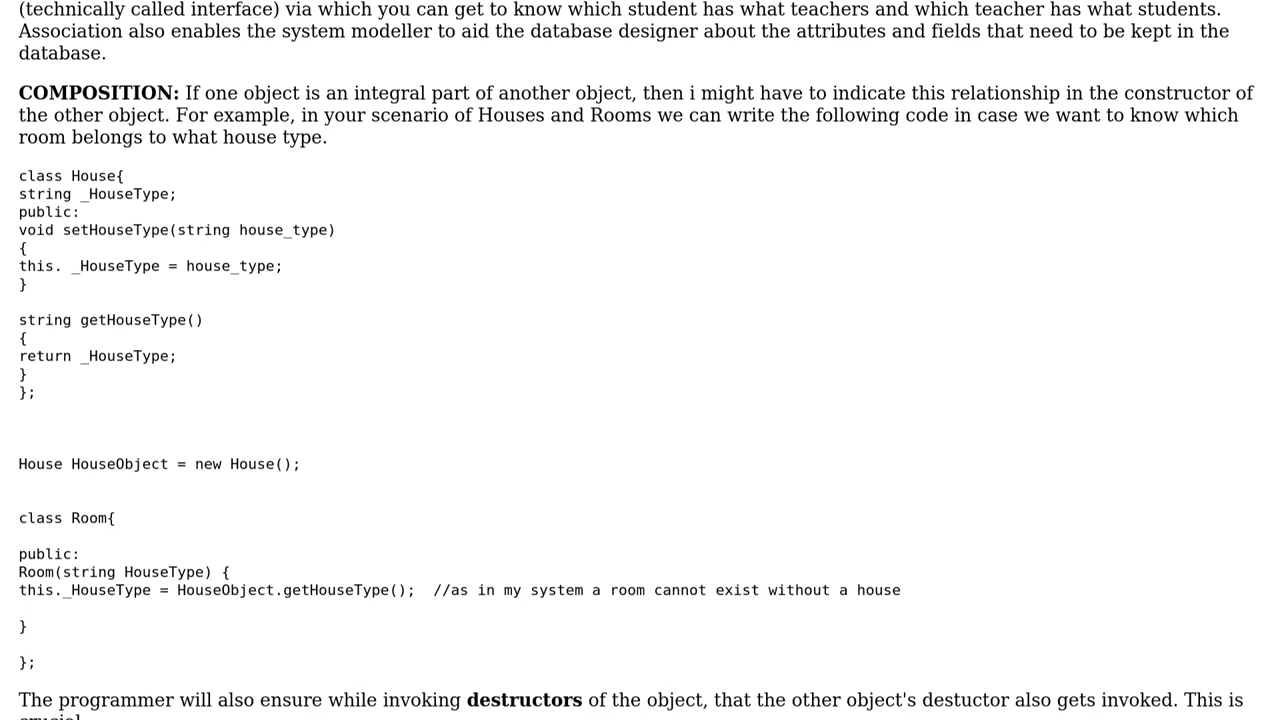 (technically called interface) via which you can get to know which student has what teachers and which teacher has what students.
Association also enables the system modeller to aid the database designer about the attributes and fields that need to be kept in the
database.
COMPOSITION: If one object is an integral part of another object, then i might have to indicate this relationship in the constructor of
the other object. For example, in your scenario of Houses and Rooms we can write the following code in case we want to know which
room belongs to what house type.
class House{
string _HouseType;
public:
void setHouseType(string house_type)
{
this. _HouseType = house_type;
}
string getHouseType()
{
return _HouseType;
}
};
House HouseObject = new House();
class Room{
public:
Room(string HouseType) {
this._HouseType = HouseObject.getHouseType();  //as in my system a room cannot exist without a house
}
};
The programmer will also ensure while invoking destructors of the object, that the other object's destuctor also gets invoked. This is
crucial